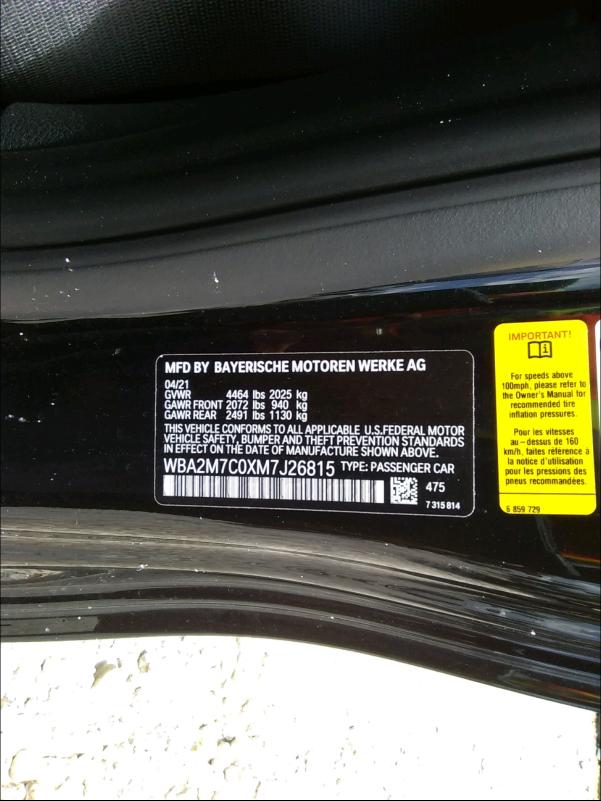 MFD BY BAYERISCHE MOTOREN WERKE AG
04/21
GVWR 4464 lbs 2025 kg
GAWR FRONT 2072 lbs 940 kg
GAWR REAR 2491 lbs 1130 kg
THIS VEHICLE CONFORMS TO ALL APPLICABLE U.S.FEDERAL MOTOR
VEHICLE SAFETY, BUMPER AND THEFT PREVENTION STANDARDS
IN EFFECT ON THE DATE OF MANUFACTURE SHOWN ABOVE
WBA2M7C0XM7J26815 TYPE: PASSENGER CAR
475
7 315 814
IMPORTANT!
For speeds above
100mph, please refer to
the Owner's Manual for
recommended tire
inflation pressures.
Pour les vitesses
au-dessus de 160
km/h, faites référence à
la notice d'utilisation
pour les pressions des
pneus recommandées.
6 859 729